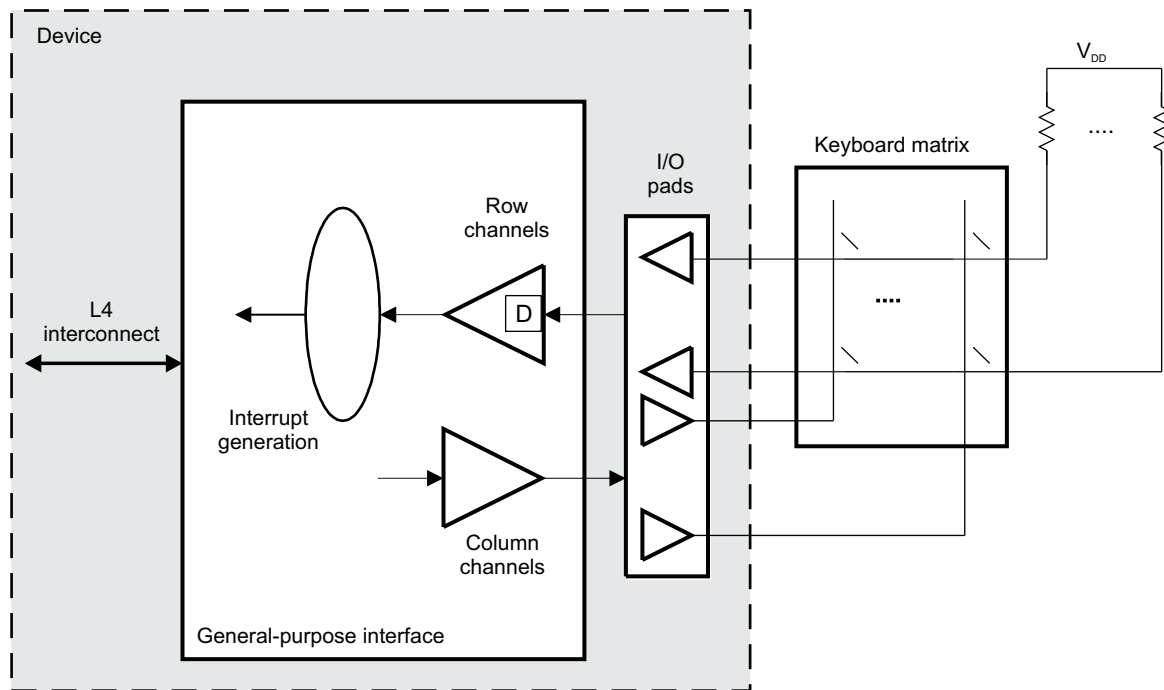 Device
V_DD
....
Keyboard matrix
I/O
pads
Row
channels
D
....
L4
interconnect
Interrupt
generation
Column
channels
General-purpose interface